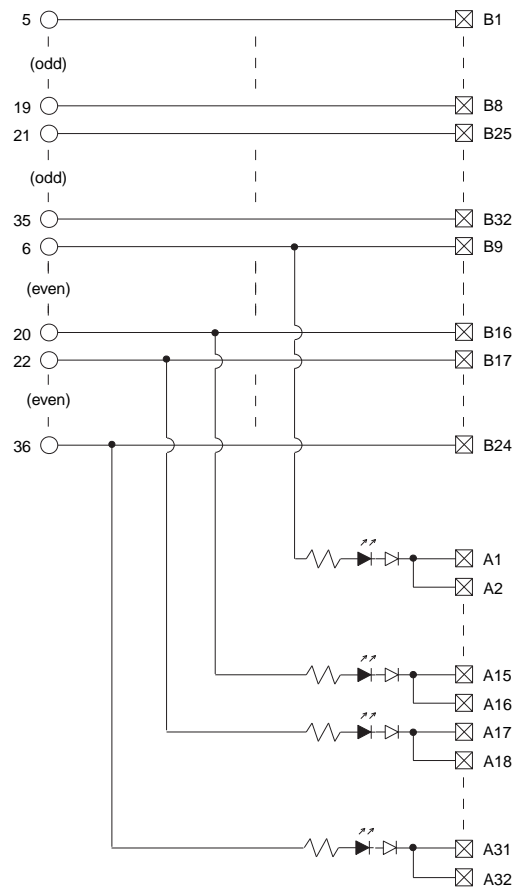 5 B1
(odd)
19 B8
21 B25
(odd)
35 B32
6 B9
(even)
20 B16
22 B17
(even)
36 B24
A1
A2
A15
A16
A17
A18
A31
A32